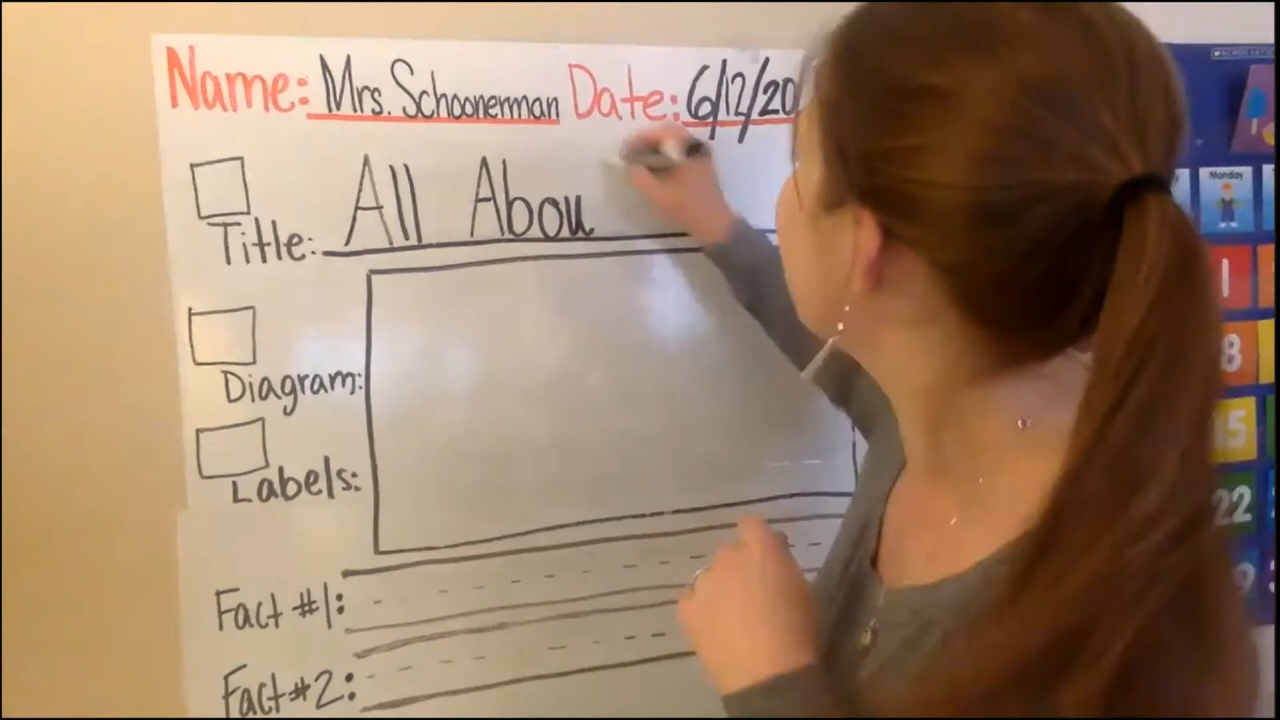 Name: Mrs. Schoonerman Date: 6/12/20
Title: All Abou
Diagram:
Labels:
Fact #1:
Fact #2:
SCHOLASTIC
Monday
1
8
15
22